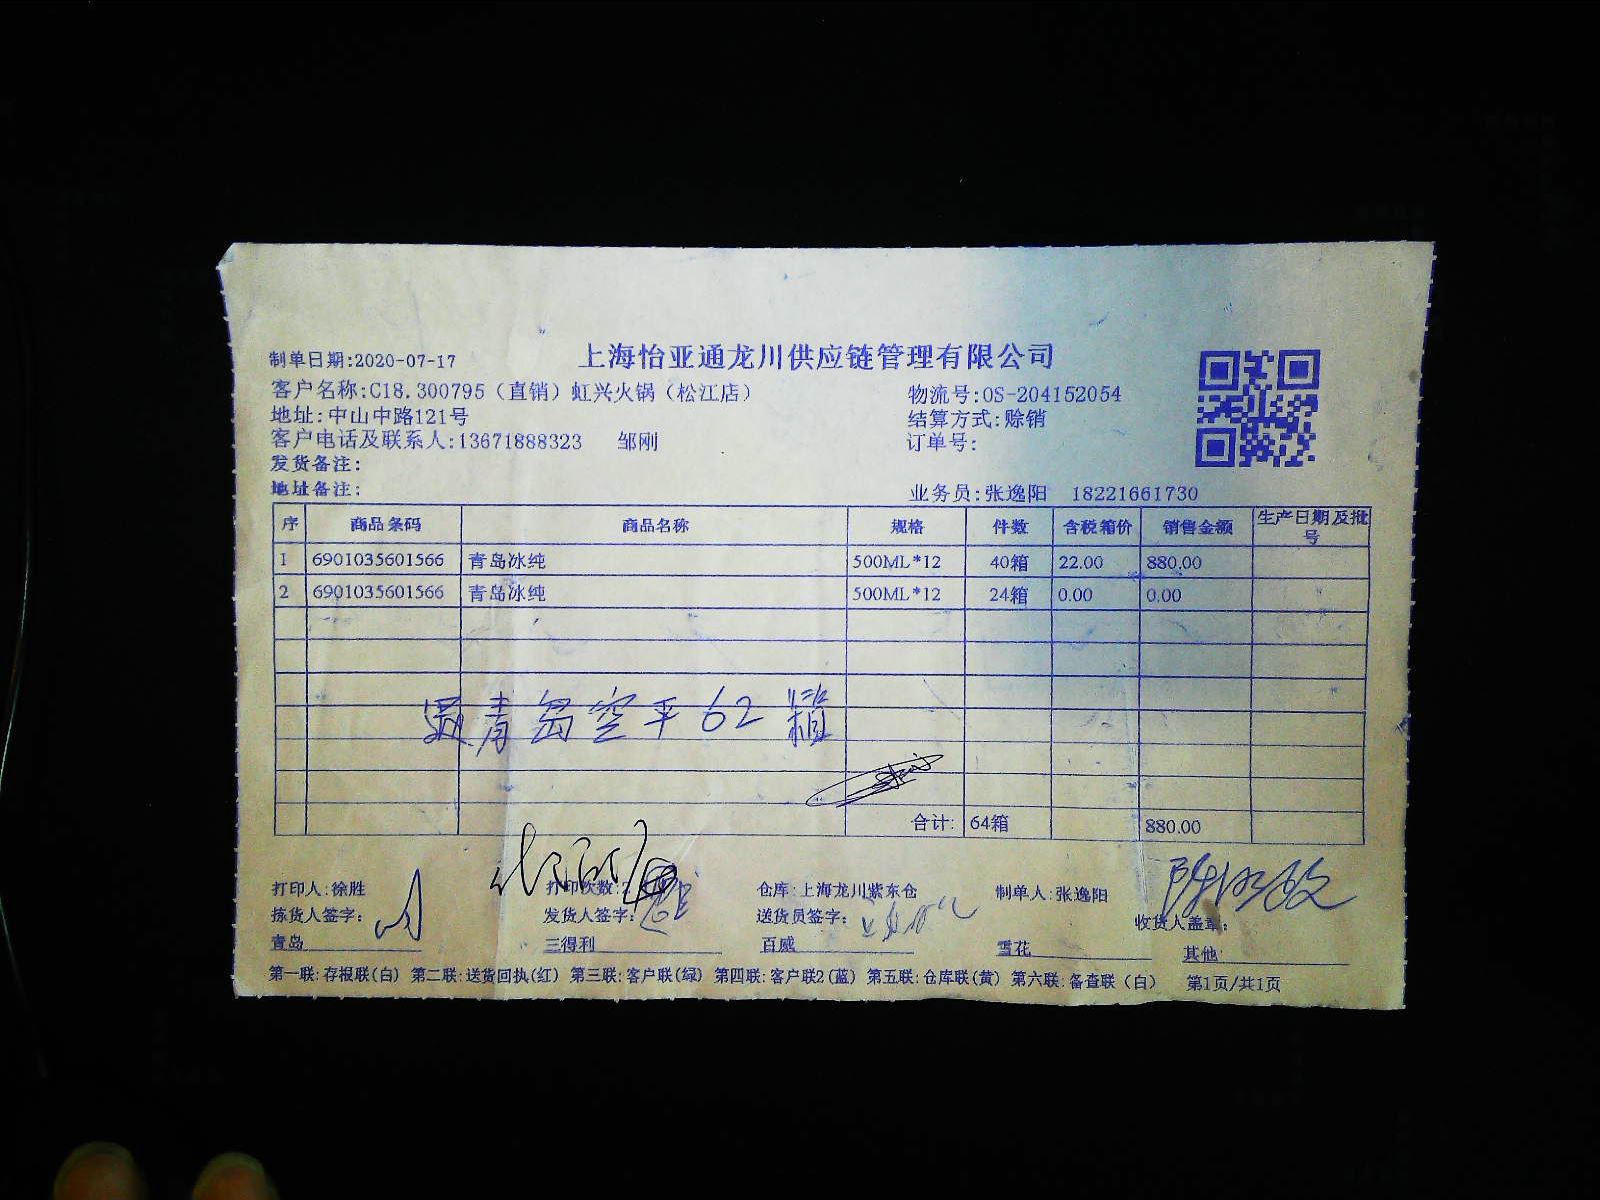 上海怡亚通龙川供应链管理有限公司
制单日期:2020-07-17
客户名称:C18.300795（直销）虹兴火锅（松江店） 物流号:OS-204152054
地址:中山中路121号 结算方式:赊销
客户电话及联系人:13671888323 邹刚 订单号:
发货备注:
地址备注: 业务员:张逸阳 18221661730
序 商品条码 商品名称 规格 件数 含税箱价 销售金额 生产日期及批号
1 6901035601566 青岛冰纯 500ML*12 40箱 22.00 880.00
2 6901035601566 青岛冰纯 500ML*12 24箱 0.00 0.00
青岛空平62箱
合计: 64箱 880.00
打印人:徐胜 打印次数: 仓库:上海龙川紫东仓 制单人:张逸阳
拣货人签字: 发货人签字: 送货员签字: 收货人盖章:
青岛 三得利 百威 雪花 其他
第一联:存根联(白) 第二联:送货回执(红) 第三联:客户联(绿) 第四联:客户联2(蓝) 第五联:仓库联(黄) 第六联:备查联（白） 第1页/共1页